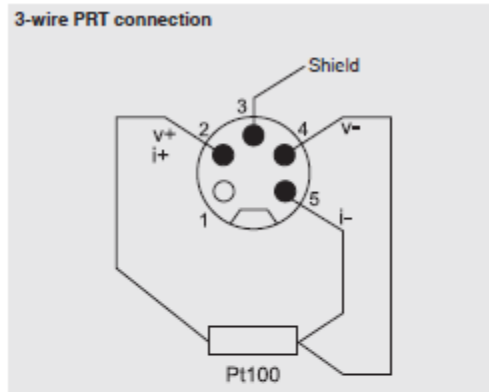 3-wire PRT connection
Shield
3
2
4
v+
i+
v-
1
5
i-
Pt100